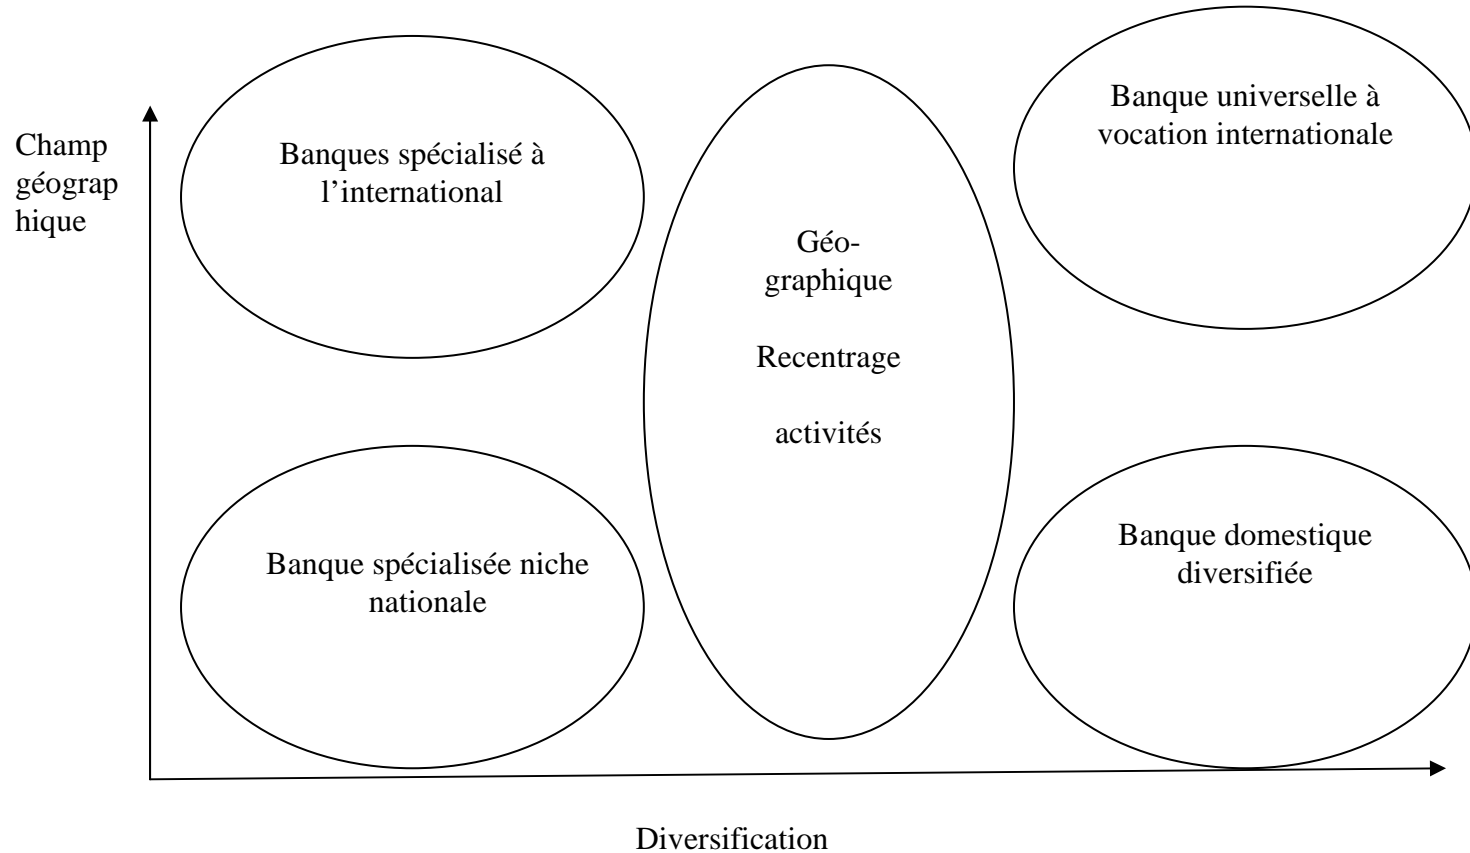 Champ
géograp
hique
Banques spécialisé à
l’international
Géo-
graphique
Recentrage
activités
Banque universelle à
vocation internationale
Banque spécialisée niche
nationale
Banque domestique
diversifiée
Diversification